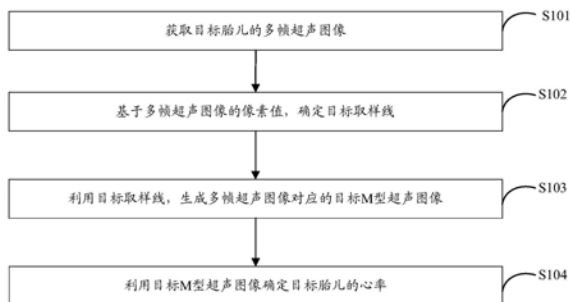 获取目标胎儿的多帧超声图像
S101
基于多帧超声图像的像素值，确定目标取样线
S102
利用目标取样线，生成多帧超声图像对应的目标M型超声图像
S103
利用目标M型超声图像确定目标胎儿的心率
S104